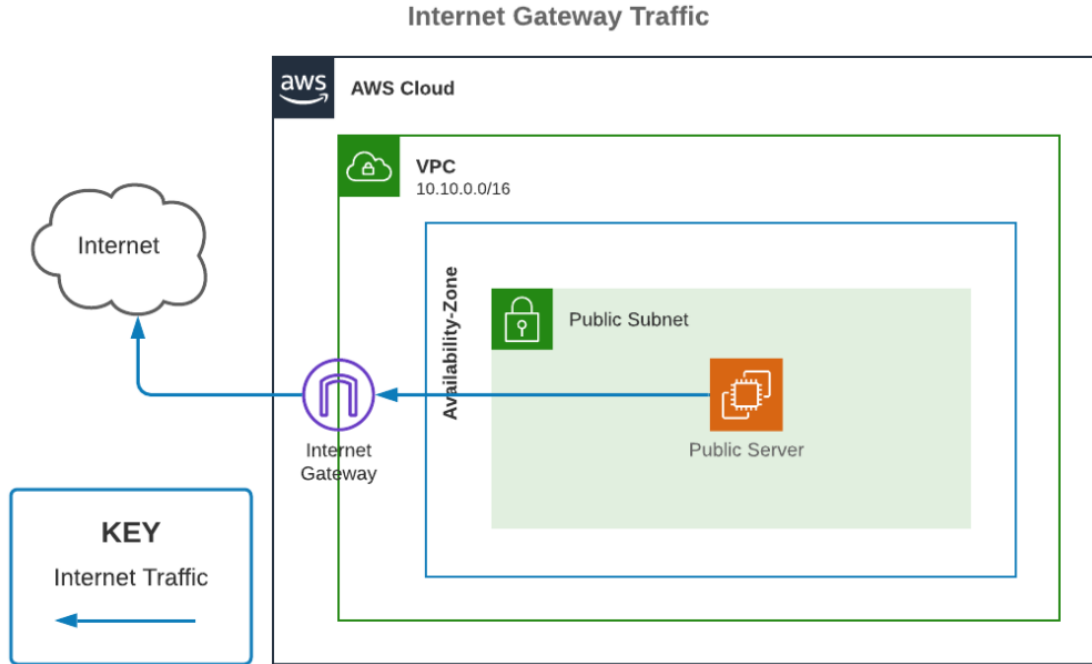 Internet Gateway Traffic
aws
AWS Cloud
VPC
10.10.0.0/16
Internet
Availability-Zone
Public Subnet
Internet
Gateway
Public Server
KEY
Internet Traffic